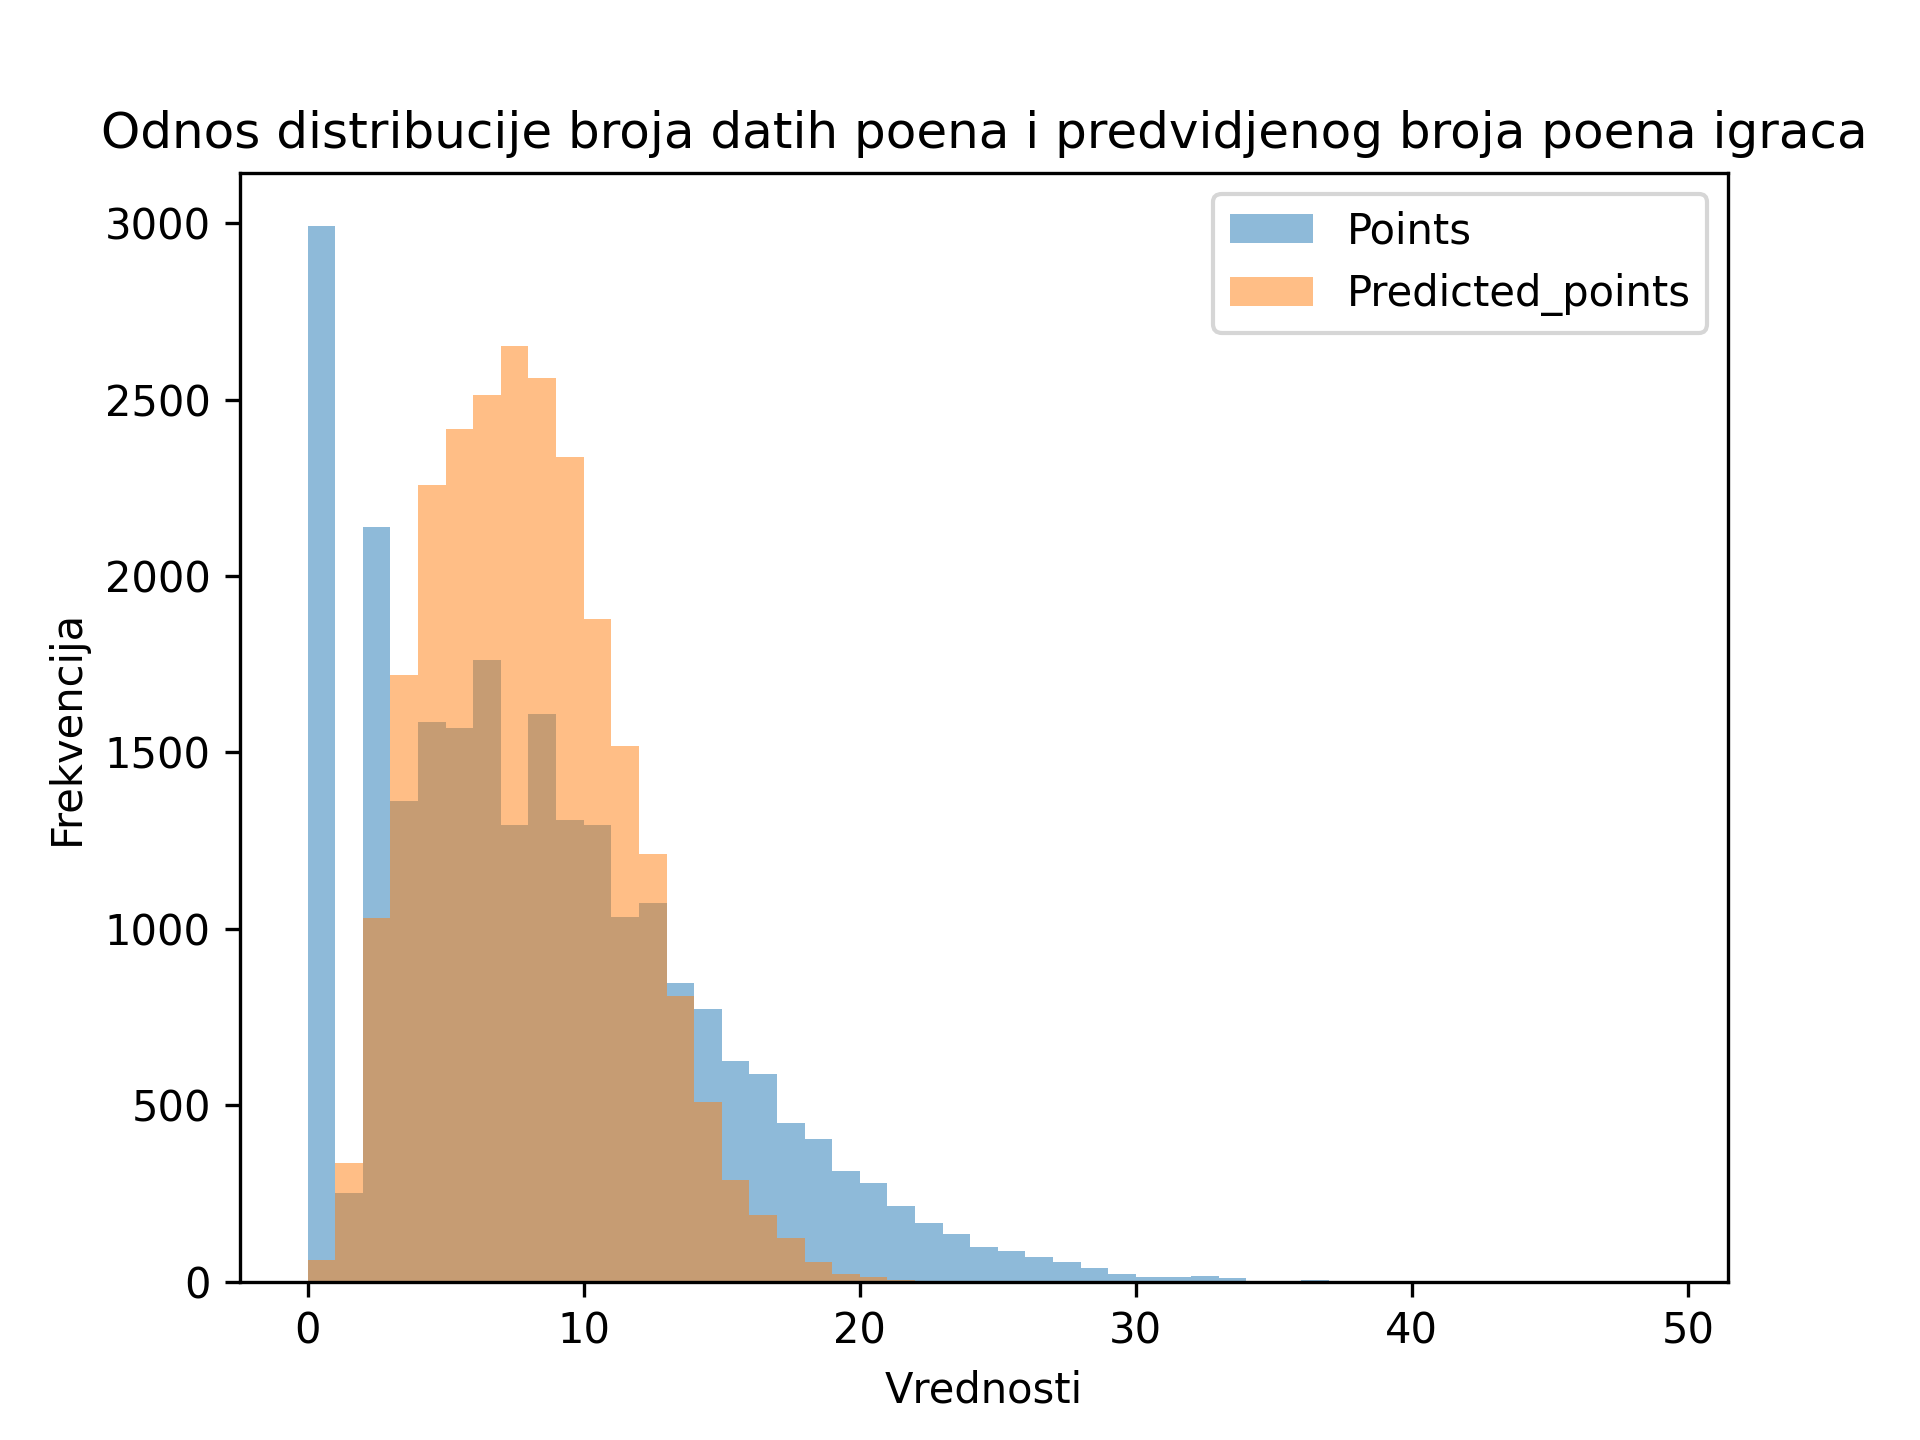 Odnos distribucije broja datih poena i predvidjenog broja poena igraca
Points
Predicted_points
3000
2500
2000
1500
1000
500
0
Frekvencija
0 10 20 30 40 50
Vrednosti